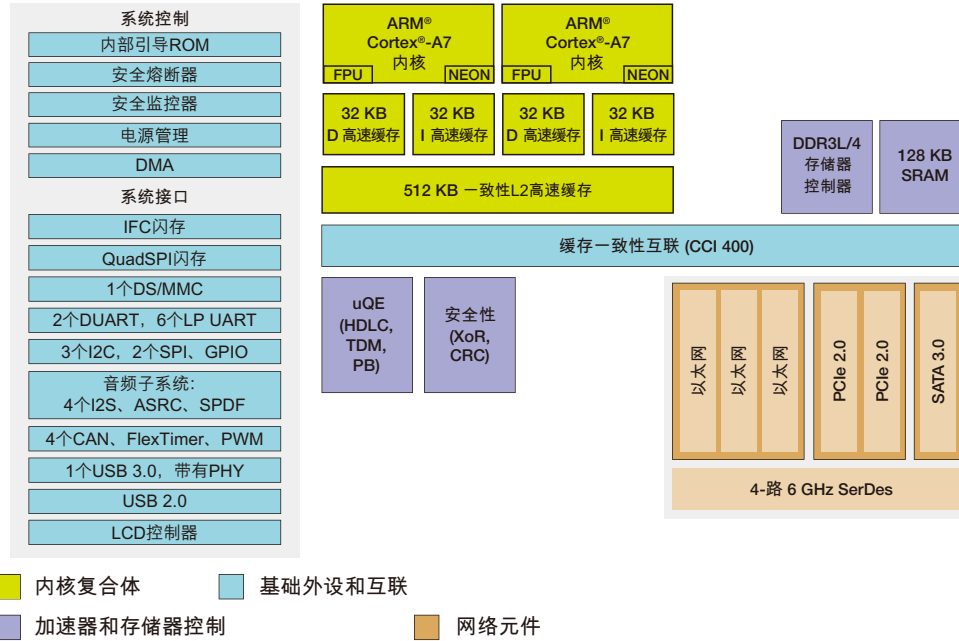 系统控制
内部引导ROM
安全熔断器
安全监控器
电源管理
DMA
系统接口
IFC闪存
QuadSPI闪存
1个DS/MMC
2个DUART，6个LP UART
3个I2C，2个SPI、GPIO
音频子系统:
4个I2S、ASRC、SPDF
4个CAN、FlexTimer、PWM
1个USB 3.0，带有PHY
USB 2.0
LCD控制器
ARM®
Cortex®-A7
内核
FPU
NEON
ARM®
Cortex®-A7
内核
FPU
NEON
32 KB
D 高速缓存
32 KB
I 高速缓存
32 KB
D 高速缓存
32 KB
I 高速缓存
512 KB 一致性L2高速缓存
DDR3L/4
存储器
控制器
128 KB
SRAM
缓存一致性互联 (CCI 400)
uQE
(HDLC,
TDM,
PB)
安全性
(XoR,
CRC)
以太网
以太网
以太网
PCIe 2.0
PCIe 2.0
SATA 3.0
4-路 6 GHz SerDes
内核复合体
基础外设和互联
加速器和存储器控制
网络元件